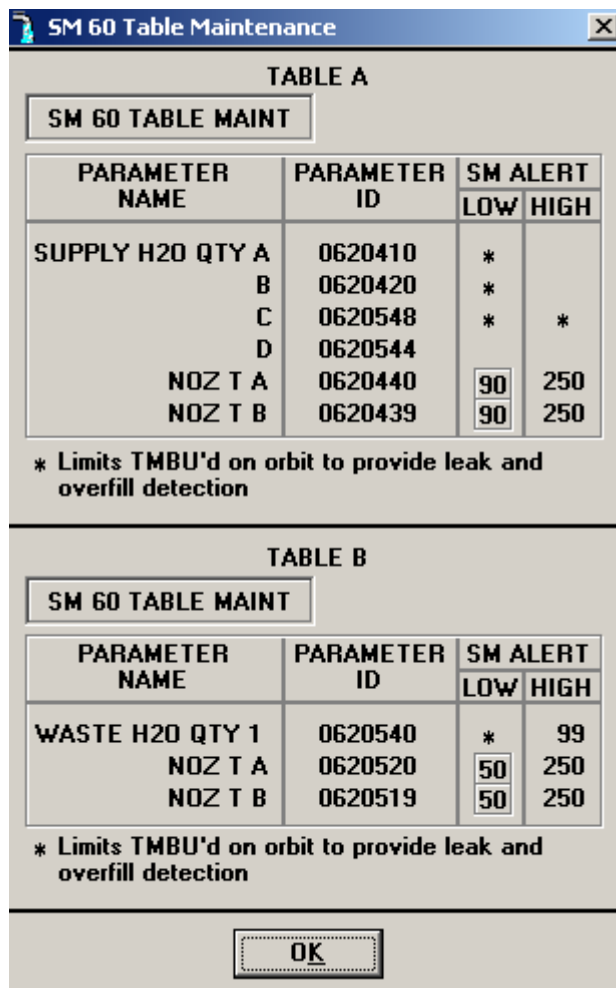 SM 60 Table Maintenance
TABLE A
SM 60 TABLE MAINT
PARAMETER NAME PARAMETER ID SM ALERT
LOW HIGH
SUPPLY H20 QTY A 0620410 *
B 0620420 *
C 0620548 * *
D 0620544
NOZ T A 0620440 90 250
NOZ T B 0620439 90 250
* Limits TMBU'd on orbit to provide leak and
overfill detection
TABLE B
SM 60 TABLE MAINT
PARAMETER NAME PARAMETER ID SM ALERT
LOW HIGH
WASTE H20 QTY 1 0620540 * 99
NOZ T A 0620520 50 250
NOZ T B 0620519 50 250
* Limits TMBU'd on orbit to provide leak and
overfill detection
OK